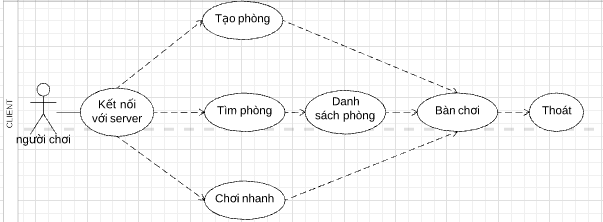 Tạo phòng
CLIENT
người chơi
Kết nối
với server
Tìm phòng
Danh
sách phòng
Bàn chơi
Thoát
Chơi nhanh